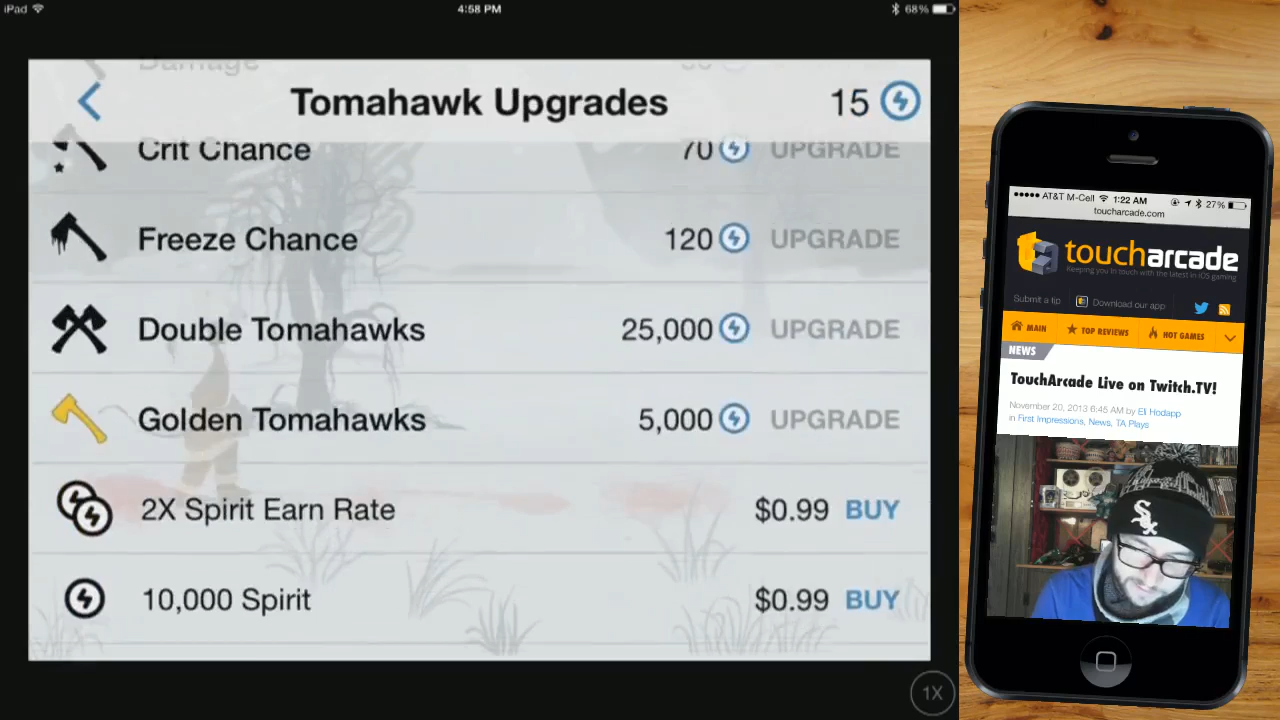 iPad 4:58 PM 68%
Damage
Tomahawk Upgrades 15
Crit Chance 70 UPGRADE
Freeze Chance 120 UPGRADE
Double Tomahawks 25,000 UPGRADE
Golden Tomahawks 5,000 UPGRADE
2X Spirit Earn Rate $0.99 BUY
10,000 Spirit $0.99 BUY
1X
AT&T M-Cell 1:22 AM 27%
toucharcade.com
toucharcade
Keeping you in touch with the latest in iOS gaming
Submit a tip Download our app
MAIN TOP REVIEWS HOT GAMES
NEWS
TouchArcade Live on Twitch.TV!
November 20, 2013 6:45 AM by Eli Hodapp
in First Impressions, News, TA Plays
Sox